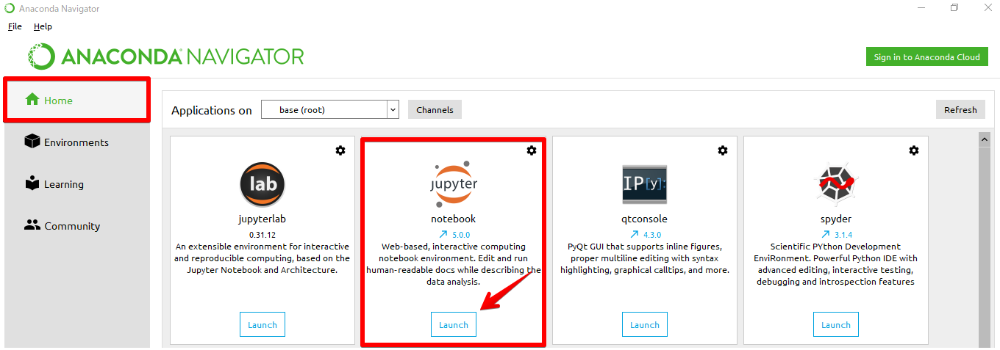 Anaconda Navigator
File Help
ANACONDA NAVIGATOR
Sign in to Anaconda Cloud
Home
Environments
Learning
Community
Applications on base (root) Channels Refresh
lab
jupyterlab
0.31.12
An extensible environment for interactive
and reproducible computing, based on the
Jupyter Notebook and Architecture.
Launch
jupyter
notebook
5.0.0
Web-based, interactive computing
notebook environment. Edit and run
human-readable docs while describing the
data analysis.
Launch
IP[y]:
qtconsole
4.3.0
PyQt GUI that supports inline figures,
proper multiline editing with syntax
highlighting, graphical calltips, and more.
Launch
spyder
3.1.4
Scientific PYthon Development
EnviRonment. Powerful Python IDE with
advanced editing, interactive testing,
debugging and introspection features
Launch